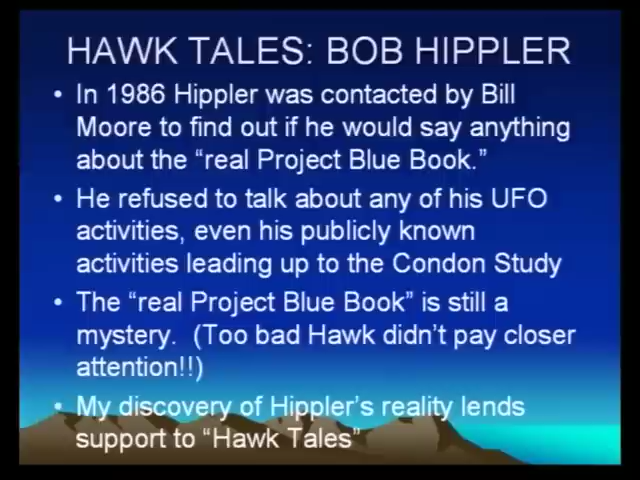 HAWK TALES: BOB HIPPLER
• In 1986 Hippler was contacted by Bill
Moore to find out if he would say anything
about the “real Project Blue Book.”
• He refused to talk about any of his UFO
activities, even his publicly known
activities leading up to the Condon Study
• The “real Project Blue Book” is still a
mystery. (Too bad Hawk didn’t pay closer
attention!!)
• My discovery of Hippler’s reality lends
support to “Hawk Tales”